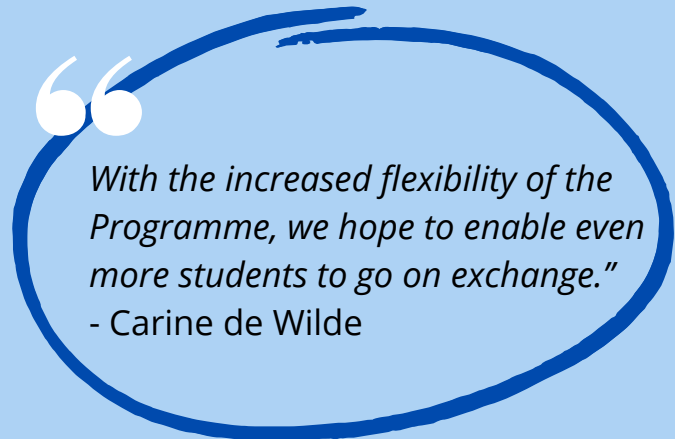 “
With the increased flexibility of the
Programme, we hope to enable even
more students to go on exchange.”
- Carine de Wilde